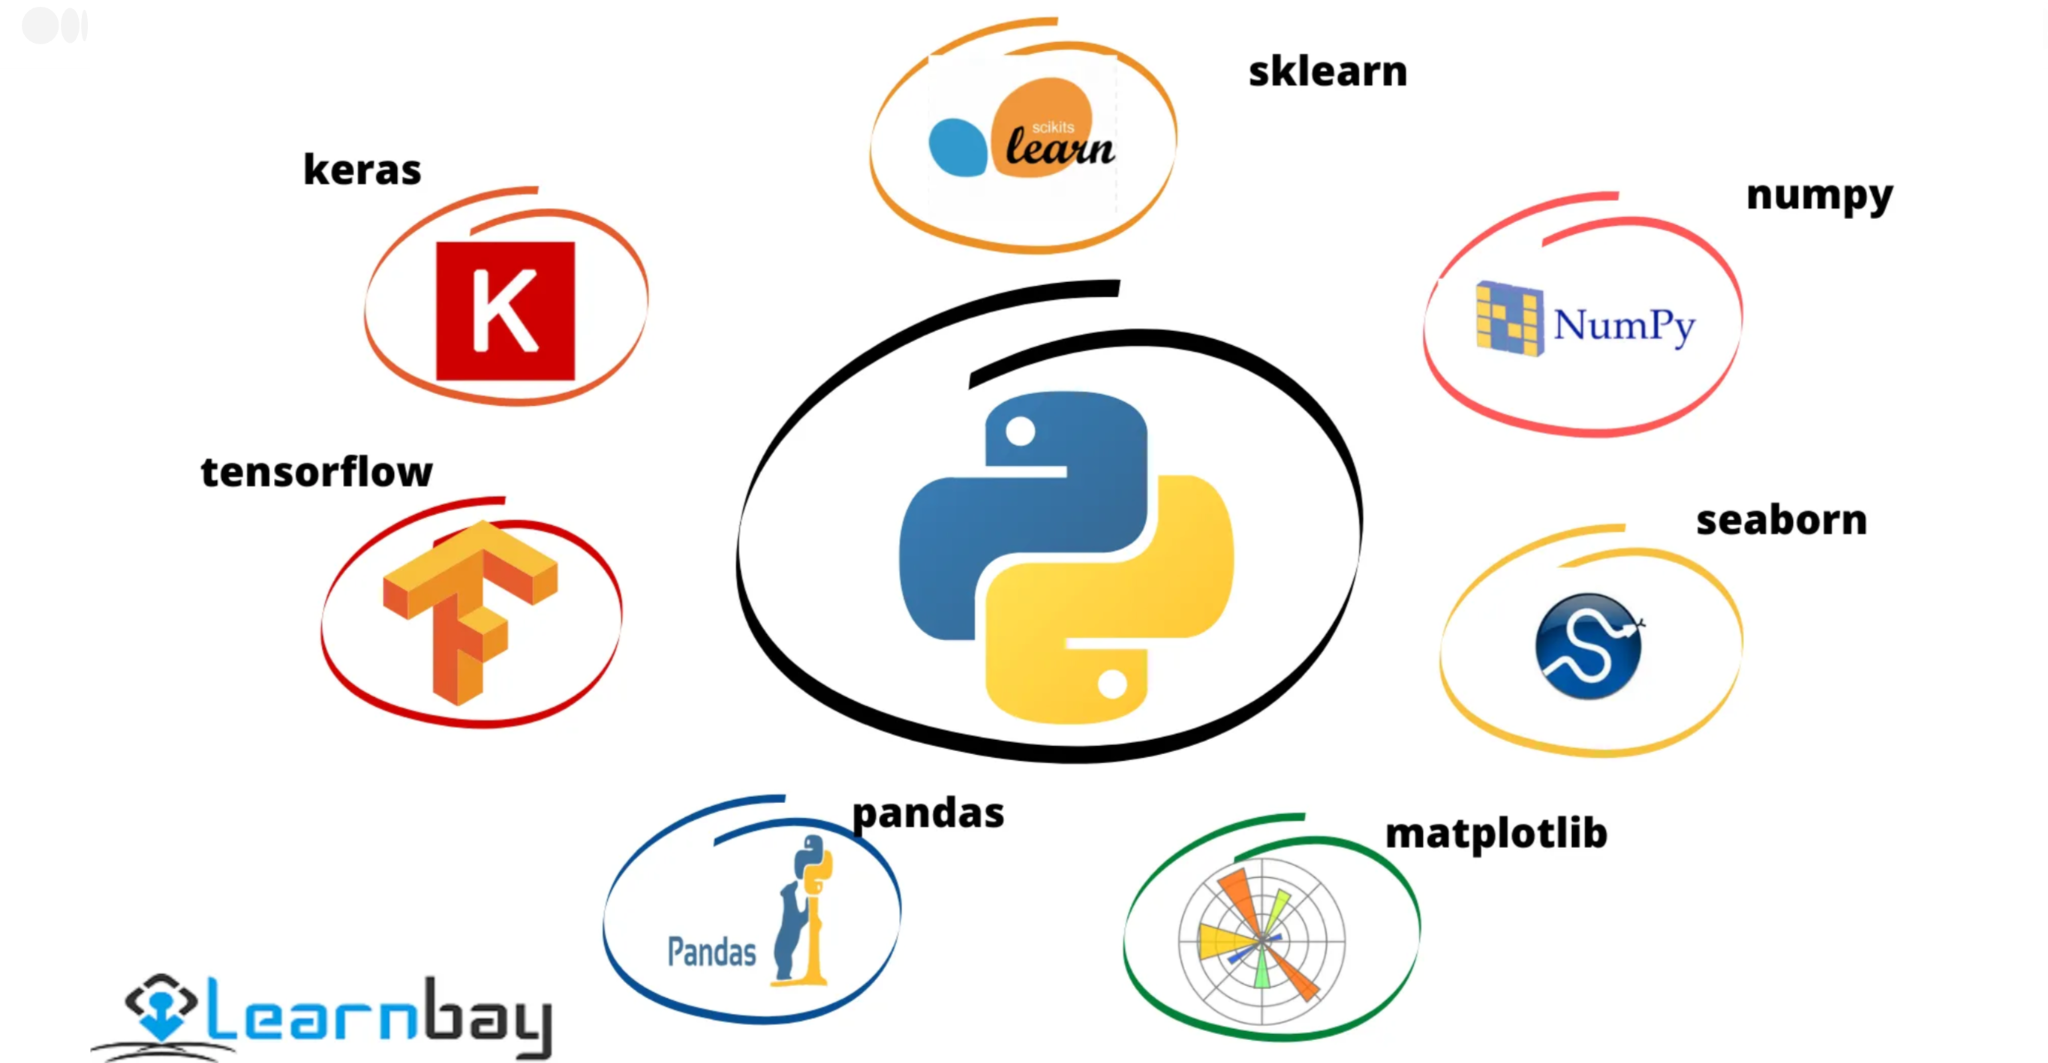 sklearn
scikits
learn
keras
K
numpy
NumPy
tensorflow
seaborn
pandas
Pandas
matplotlib
Learnbay